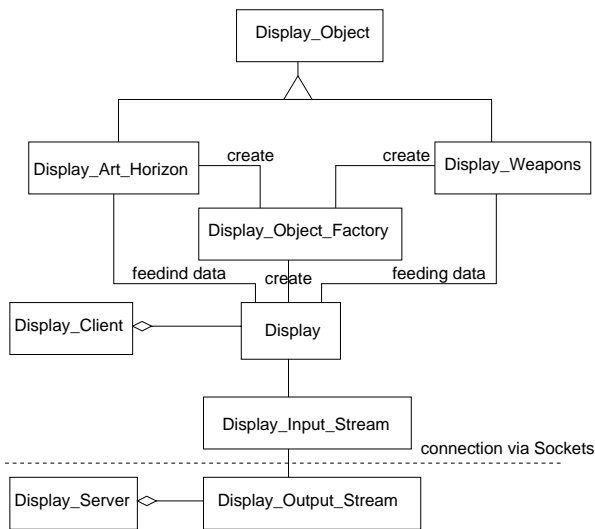 Display_Object
create
create
Display_Art_Horizon
Display_Weapons
Display_Object_Factory
feedind data
create
feeding data
Display_Client
Display
Display_Input_Stream
connection via Sockets
Display_Server
Display_Output_Stream